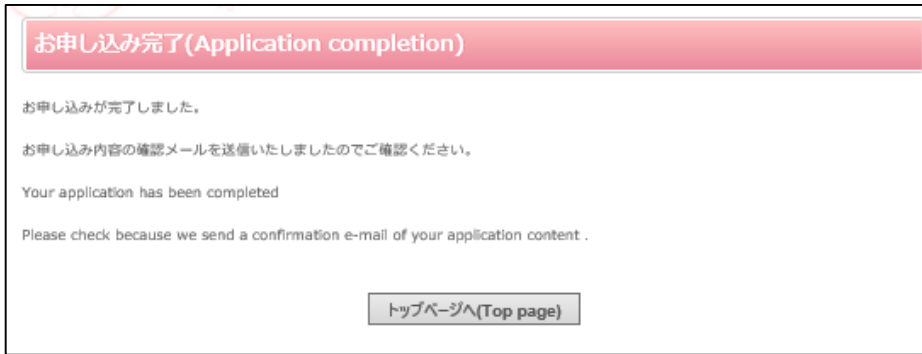 お申し込み完了(Application completion)
お申し込みが完了しました。
お申し込み内容の確認メールを送信いたしましたのでご確認ください。
Your application has been completed
Please check because we send a confirmation e-mail of your application content .
トップページへ(Top page)